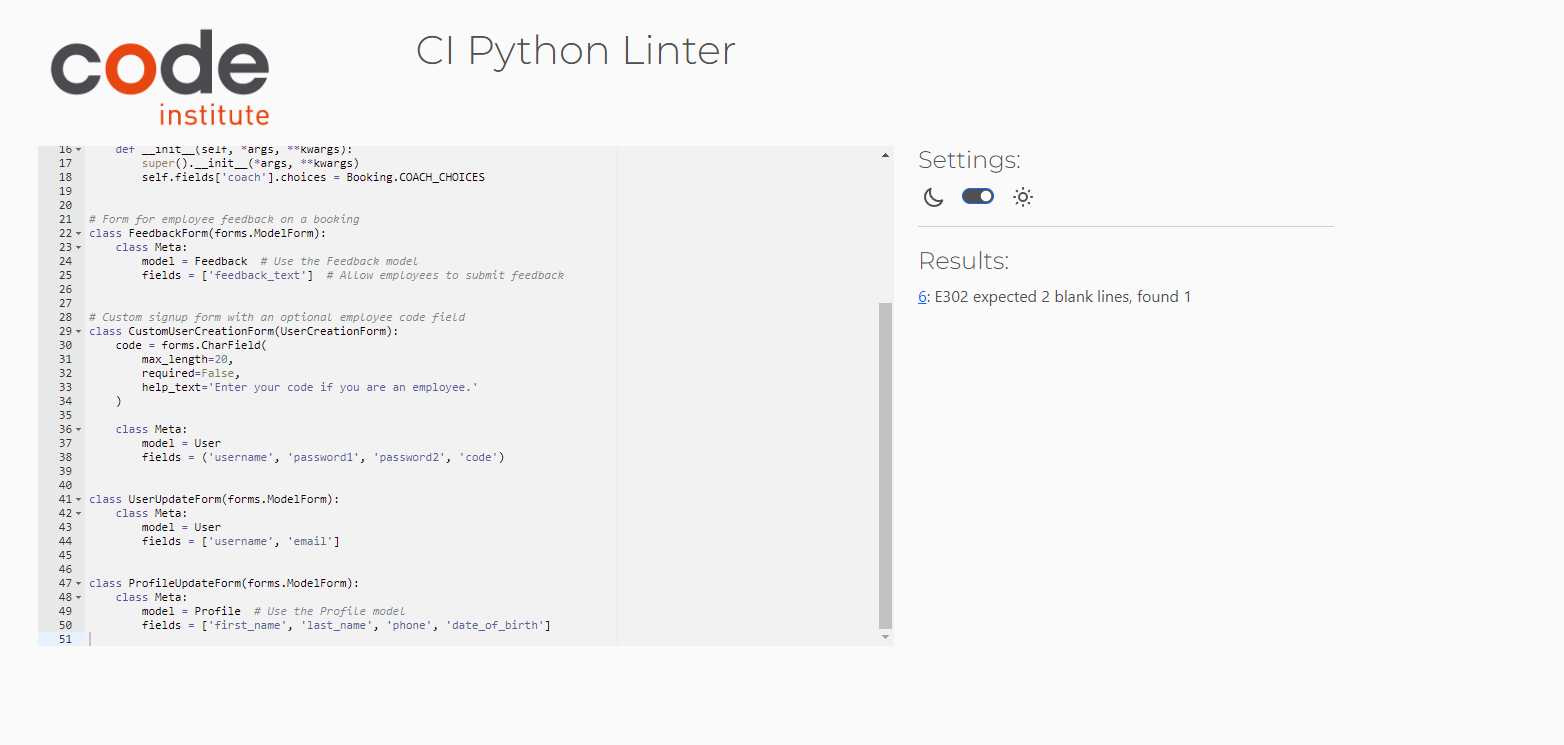 code
institute
CI Python Linter
16 def __init__(self, *args, **kwargs):
17 super().__init__(*args, **kwargs)
18 self.fields['coach'].choices = Booking.COACH_CHOICES
19
20
21 # Form for employee feedback on a booking
22 class FeedbackForm(forms.ModelForm):
23 class Meta:
24 model = Feedback  # Use the Feedback model
25 fields = ['feedback_text']  # Allow employees to submit feedback
26
27
28 # Custom signup form with an optional employee code field
29 class CustomUserCreationForm(UserCreationForm):
30 code = forms.CharField(
31 max_length=20,
32 required=False,
33 help_text='Enter your code if you are an employee.'
34 )
35
36 class Meta:
37 model = User
38 fields = ('username', 'password1', 'password2', 'code')
39
40
41 class UserUpdateForm(forms.ModelForm):
42 class Meta:
43 model = User
44 fields = ['username', 'email']
45
46
47 class ProfileUpdateForm(forms.ModelForm):
48 class Meta:
49 model = Profile  # Use the Profile model
50 fields = ['first_name', 'last_name', 'phone', 'date_of_birth']
51
Settings:
Results:
6: E302 expected 2 blank lines, found 1